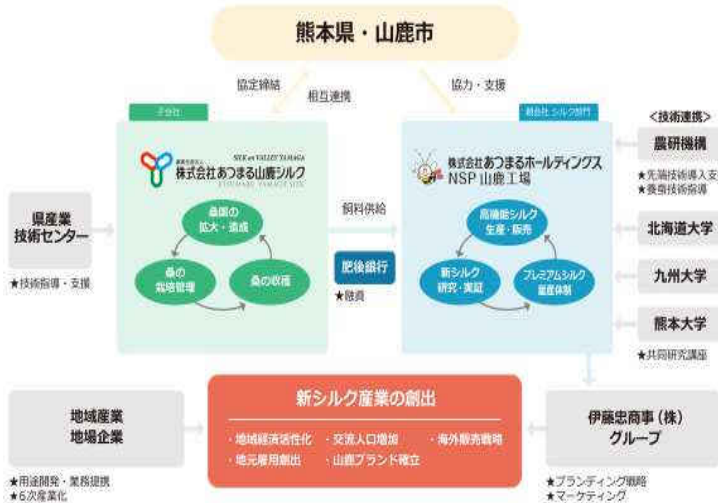 熊本県・山鹿市
協定締結
相互連携
協力・支援
子会社
SILK on VALLEY YAMAGA
株式会社あつまる山鹿シルク
桑園の
拡大・造成
桑の
栽培管理
桑の収穫
飼料供給
肥後銀行
★融資
親会社 シルク部門
株式会社あつまるホールディングス
NSP 山鹿工場
高機能シルク
生産・販売
新シルク
研究・実証
プレミアムシルク
量産体制
県産業
技術センター
★技術指導・支援
<技術連携>
農研機構
★先端技術導入支
★養蚕技術指導
北海道大学
九州大学
熊本大学
★共同研究講座
地域産業
地場企業
★用途開発・業務提携
★6次産業化
新シルク産業の創出
・地域経済活性化
・交流人口増加
・海外販売戦略
・地元雇用創出
・山鹿ブランド確立
伊藤忠商事(株)
グループ
★ブランディング戦略
★マーケティング